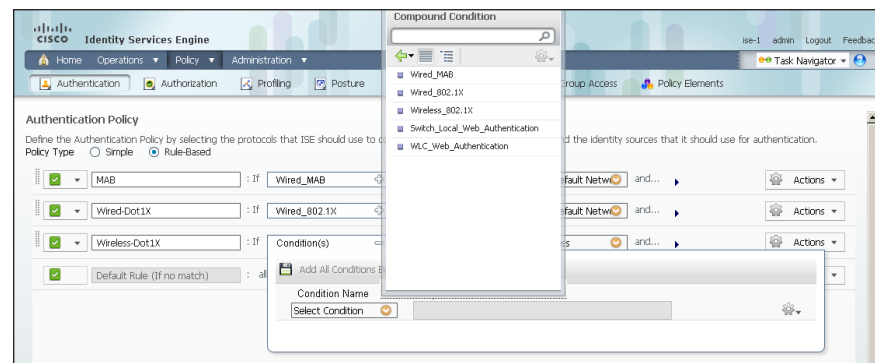 Compound Condition
CISCO Identity Services Engine
ise-1 admin Logout Feedbac
Home Operations Policy Administration
Task Navigator
Authentication Authorization Profiling Posture
Group Access Policy Elements
Wired_MAB
Wired_802.1X
Wireless_802.1X
Switch_Local_Web_Authentication
WLC_Web_Authentication
Authentication Policy
Define the Authentication Policy by selecting the protocols that ISE should use to c
d the identity sources that it should use for authentication.
Policy Type Simple Rule-Based
MAB : If Wired_MAB efault Netw and... Actions
Wired-Dot1X : If Wired_802.1X efault Netw and... Actions
Wireless-Dot1X : If Condition(s) ss and... Actions
Default Rule (If no match) : al
Add All Conditions B
Condition Name
Select Condition